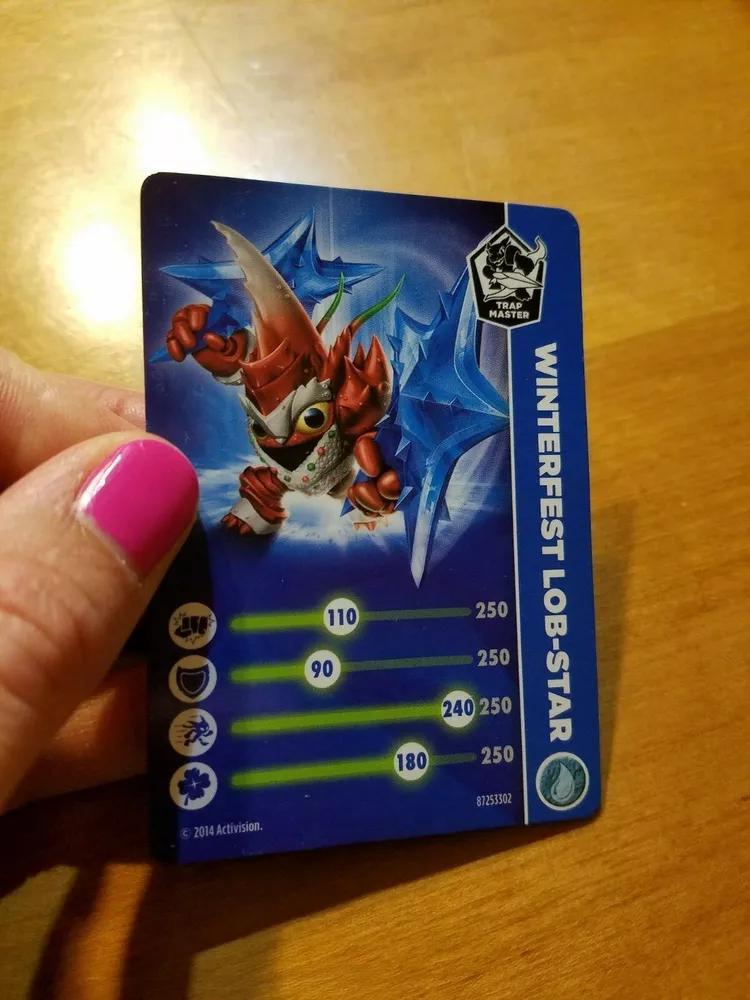 TRAP
MASTER
WINTERFEST LOB-STAR
110 250
90 250
240 250
180 250
87253302
© 2014 Activision.